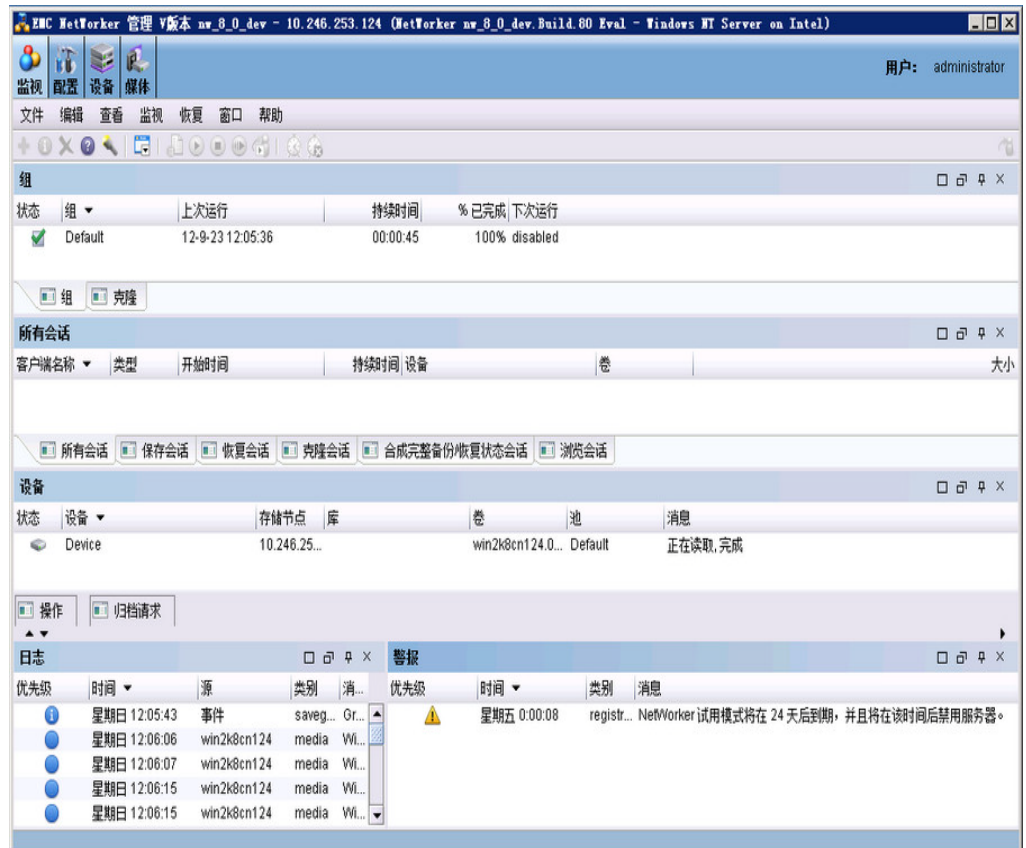 EMC NetWorker 管理 V版本 nw_8_0_dev - 10.246.253.124 (NetWorker nw_8_0_dev.Build.80 Eval - Windows NT Server on Intel)
监视 配置 设备 媒体
用户: administrator
文件 编辑 查看 监视 恢复 窗口 帮助
组
状态 组 上次运行 持续时间 % 已完成 下次运行
Default 12-9-23 12:05:36 00:00:45 100% disabled
组 克隆
所有会话
客户端名称 类型 开始时间 持续时间 设备 卷 大小
所有会话 保存会话 恢复会话 克隆会话 合成完整备份/恢复状态会话 浏览会话
设备
状态 设备 存储节点 库 卷 池 消息
Device 10.246.25... win2k8cn124.0... Default 正在读取, 完成
操作 归档请求
日志
优先级 时间 源 类别 消...
星期日 12:05:43 事件 saveg... Gr...
星期日 12:06:06 win2k8cn124 media Wi...
星期日 12:06:07 win2k8cn124 media Wi...
星期日 12:06:15 win2k8cn124 media Wi...
星期日 12:06:15 win2k8cn124 media Wi...
警报
优先级 时间 类别 消息
星期五 0:00:08 registr... NetWorker 试用模式将在 24 天后到期，并且将在该时间后禁用服务器。